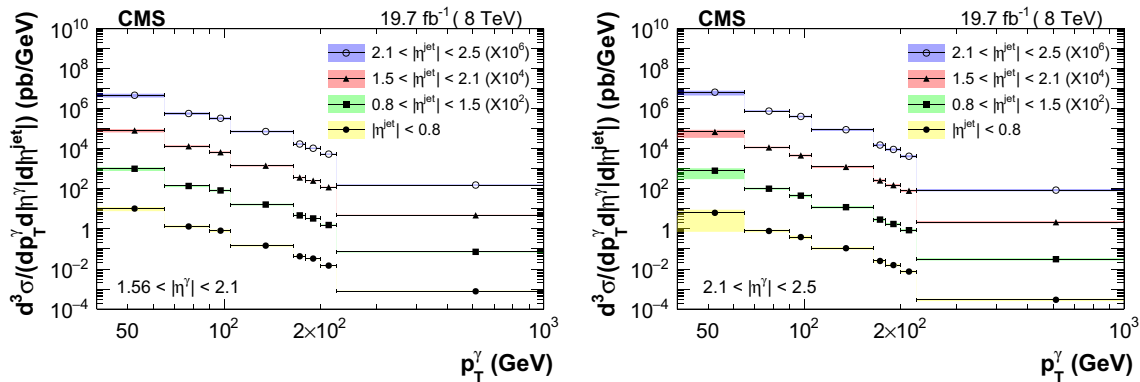 CMS 19.7 fb⁻¹ ( 8 TeV)
d³σ/(dp_T^γ d|η^γ|d|η^jet|) (pb/GeV)
10¹⁰
10⁸
10⁶
10⁴
10²
1
10⁻²
10⁻⁴
2.1 < |η^jet| < 2.5 (X10⁶)
1.5 < |η^jet| < 2.1 (X10⁴)
0.8 < |η^jet| < 1.5 (X10²)
|η^jet| < 0.8
1.56 < |η^γ| < 2.1
50 10² 2×10² 10³
p_T^γ (GeV)
CMS 19.7 fb⁻¹ ( 8 TeV)
d³σ/(dp_T^γ d|η^γ|d|η^jet|) (pb/GeV)
10¹⁰
10⁸
10⁶
10⁴
10²
1
10⁻²
10⁻⁴
2.1 < |η^jet| < 2.5 (X10⁶)
1.5 < |η^jet| < 2.1 (X10⁴)
0.8 < |η^jet| < 1.5 (X10²)
|η^jet| < 0.8
2.1 < |η^γ| < 2.5
50 10² 2×10² 10³
p_T^γ (GeV)